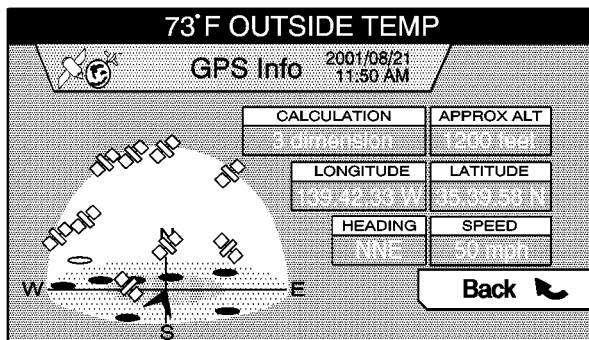 73°F OUTSIDE TEMP
GPS Info
2001/08/21
11:50 AM
CALCULATION
3 dimension
APPROX ALT
1200 feet
LONGITUDE
139.42.33 W
LATITUDE
35.39.58 N
HEADING
NNE
SPEED
50 mph
N
W
E
S
Back